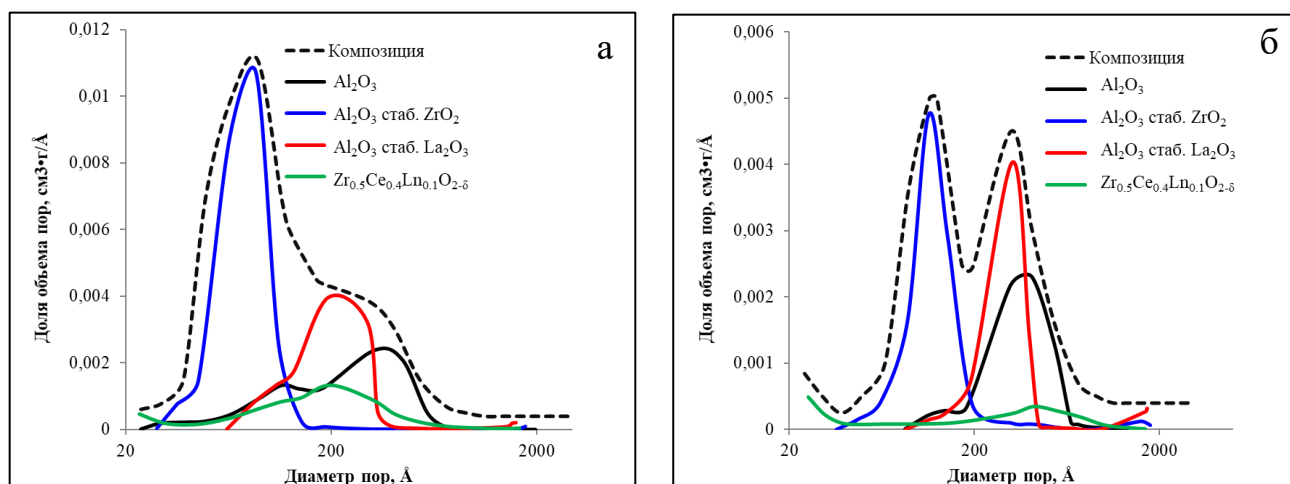 а
0,012
0,01
0,008
0,006
0,004
0,002
0
Доля объема пор, см3•г/Å
Композиция
Al₂O₃
Al₂O₃ стаб. ZrO₂
Al₂O₃ стаб. La₂O₃
Zr₀.₅Ce₀.₄Ln₀.₁O₂₋δ
20 200 2000
Диаметр пор, Å
б
0,006
0,005
0,004
0,003
0,002
0,001
0
Доля объема пор, см3•г/Å
Композиция
Al₂O₃
Al₂O₃ стаб. ZrO₂
Al₂O₃ стаб. La₂O₃
Zr₀.₅Ce₀.₄Ln₀.₁O₂₋δ
20 200 2000
Диаметр пор, Å